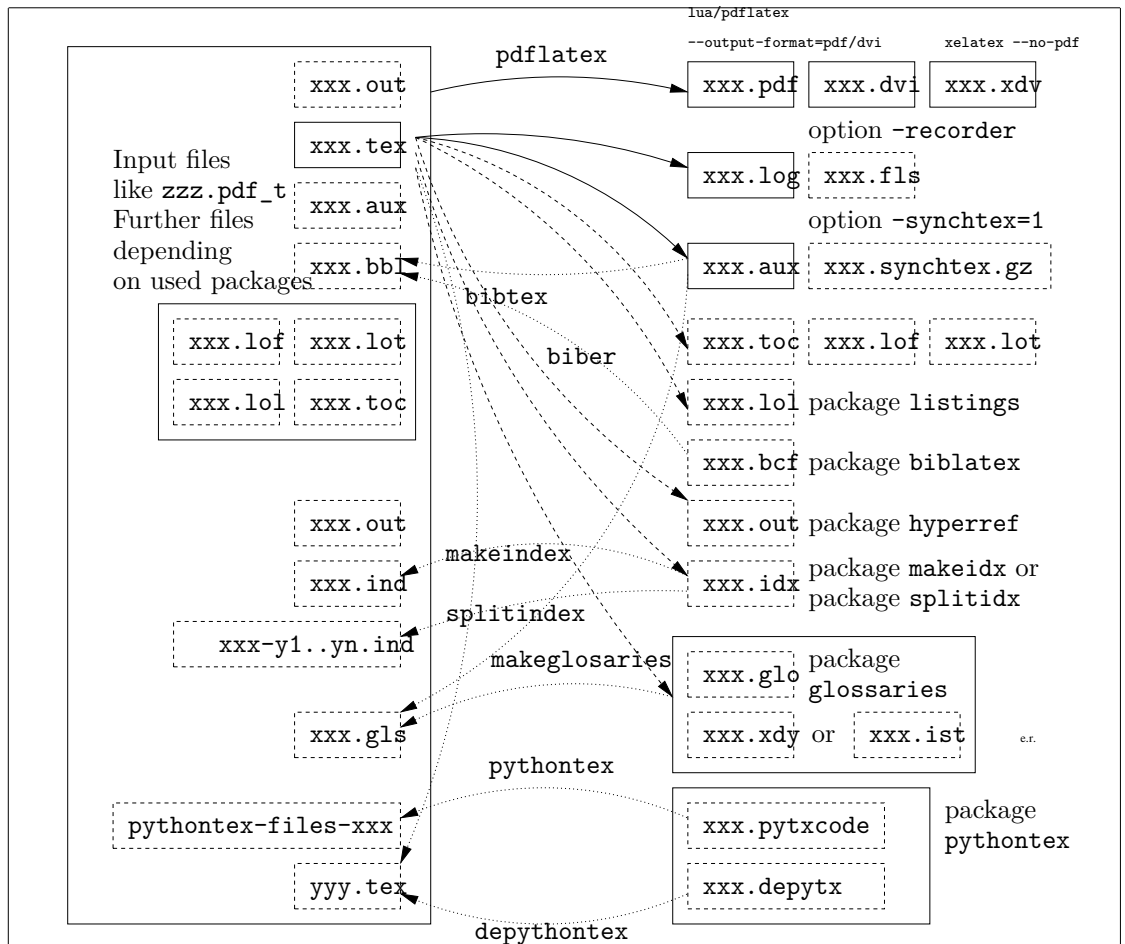 lua/pdflatex
--output-format=pdf/dvi
xelatex --no-pdf
pdflatex
xxx.out
xxx.pdf
xxx.dvi
xxx.xdv
option -recorder
xxx.tex
Input files
like zzz.pdf_t
Further files
depending
on used packages
xxx.log
xxx.fls
xxx.aux
option -synchtex=1
xxx.bbl
xxx.aux
xxx.synchtex.gz
bibtex
xxx.lof
xxx.lot
biber
xxx.toc
xxx.lof
xxx.lot
xxx.lol
xxx.toc
xxx.lol
package listings
xxx.bcf
package biblatex
xxx.out
xxx.out
package hyperref
makeindex
xxx.ind
xxx.idx
package makeidx or
package splitidx
splitindex
xxx-y1..yn.ind
makeglosaries
xxx.glo
package
glossaries
xxx.gls
xxx.xdy or
xxx.ist
e.r.
pythontex
pythontex-files-xxx
xxx.pytxcode
package
pythontex
yyy.tex
xxx.depytx
depythontex